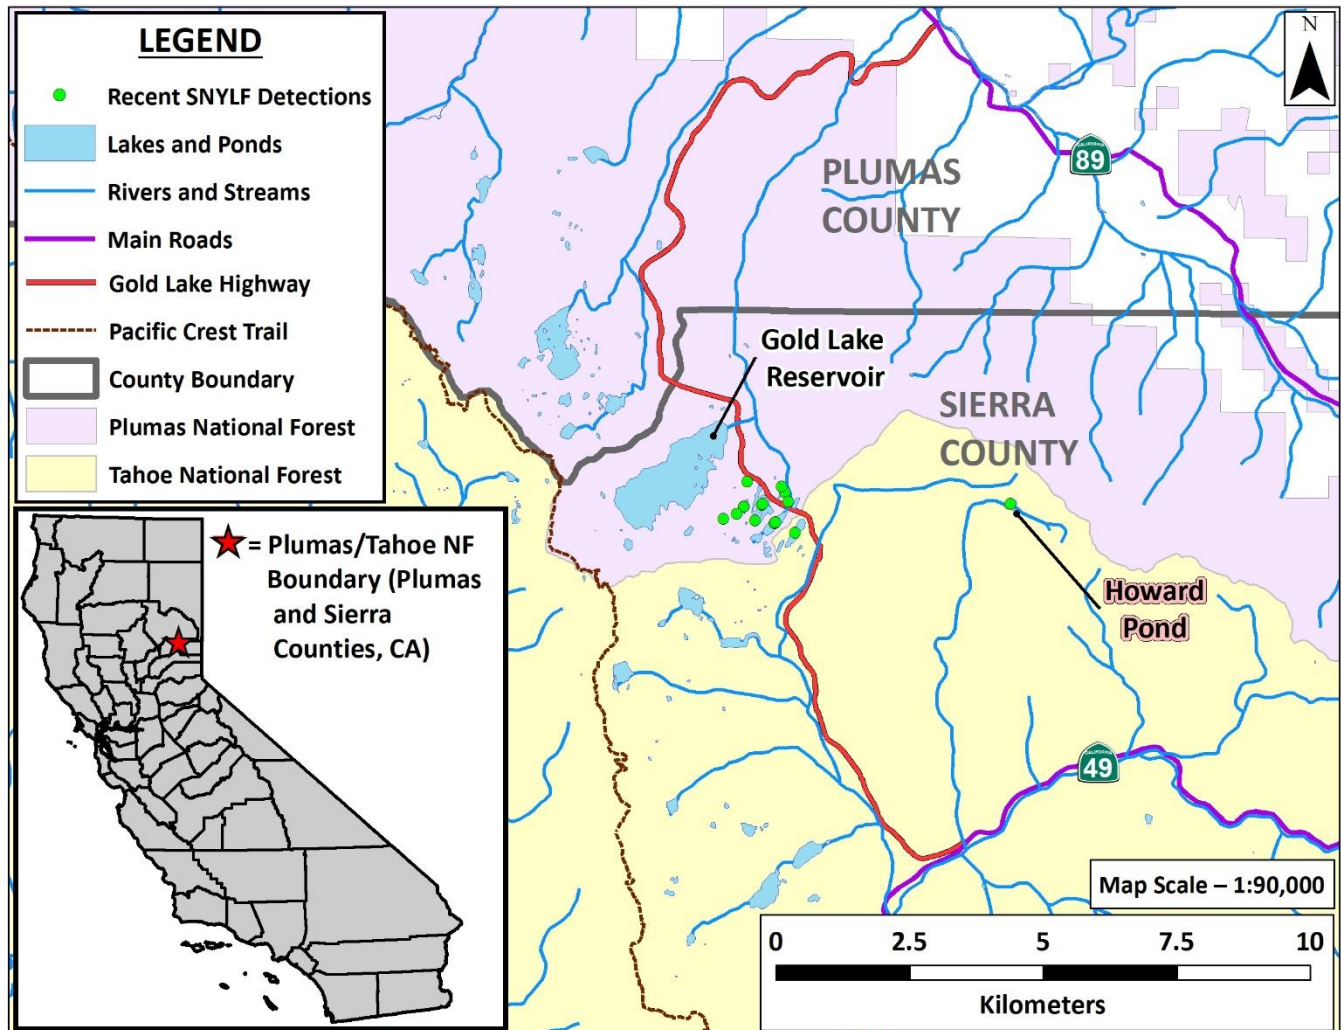 LEGEND
Recent SNYLF Detections
Lakes and Ponds
Rivers and Streams
Main Roads
Gold Lake Highway
Pacific Crest Trail
County Boundary
Plumas National Forest
Tahoe National Forest
= Plumas/Tahoe NF
Boundary (Plumas
and Sierra
Counties, CA)
N
CALIFORNIA
89
PLUMAS
COUNTY
Gold Lake
Reservoir
SIERRA
COUNTY
Howard
Pond
CALIFORNIA
49
Map Scale – 1:90,000
0 2.5 5 7.5 10
Kilometers